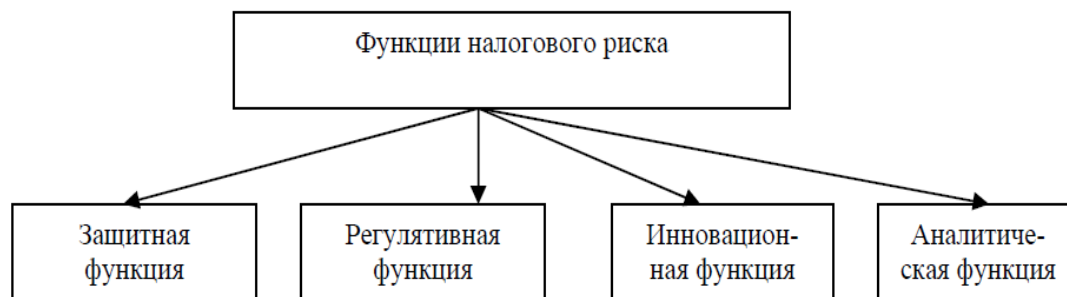 Функции налогового риска
Защитная
функция
Регулятивная
функция
Инновацион-
ная функция
Аналитиче-
ская функция